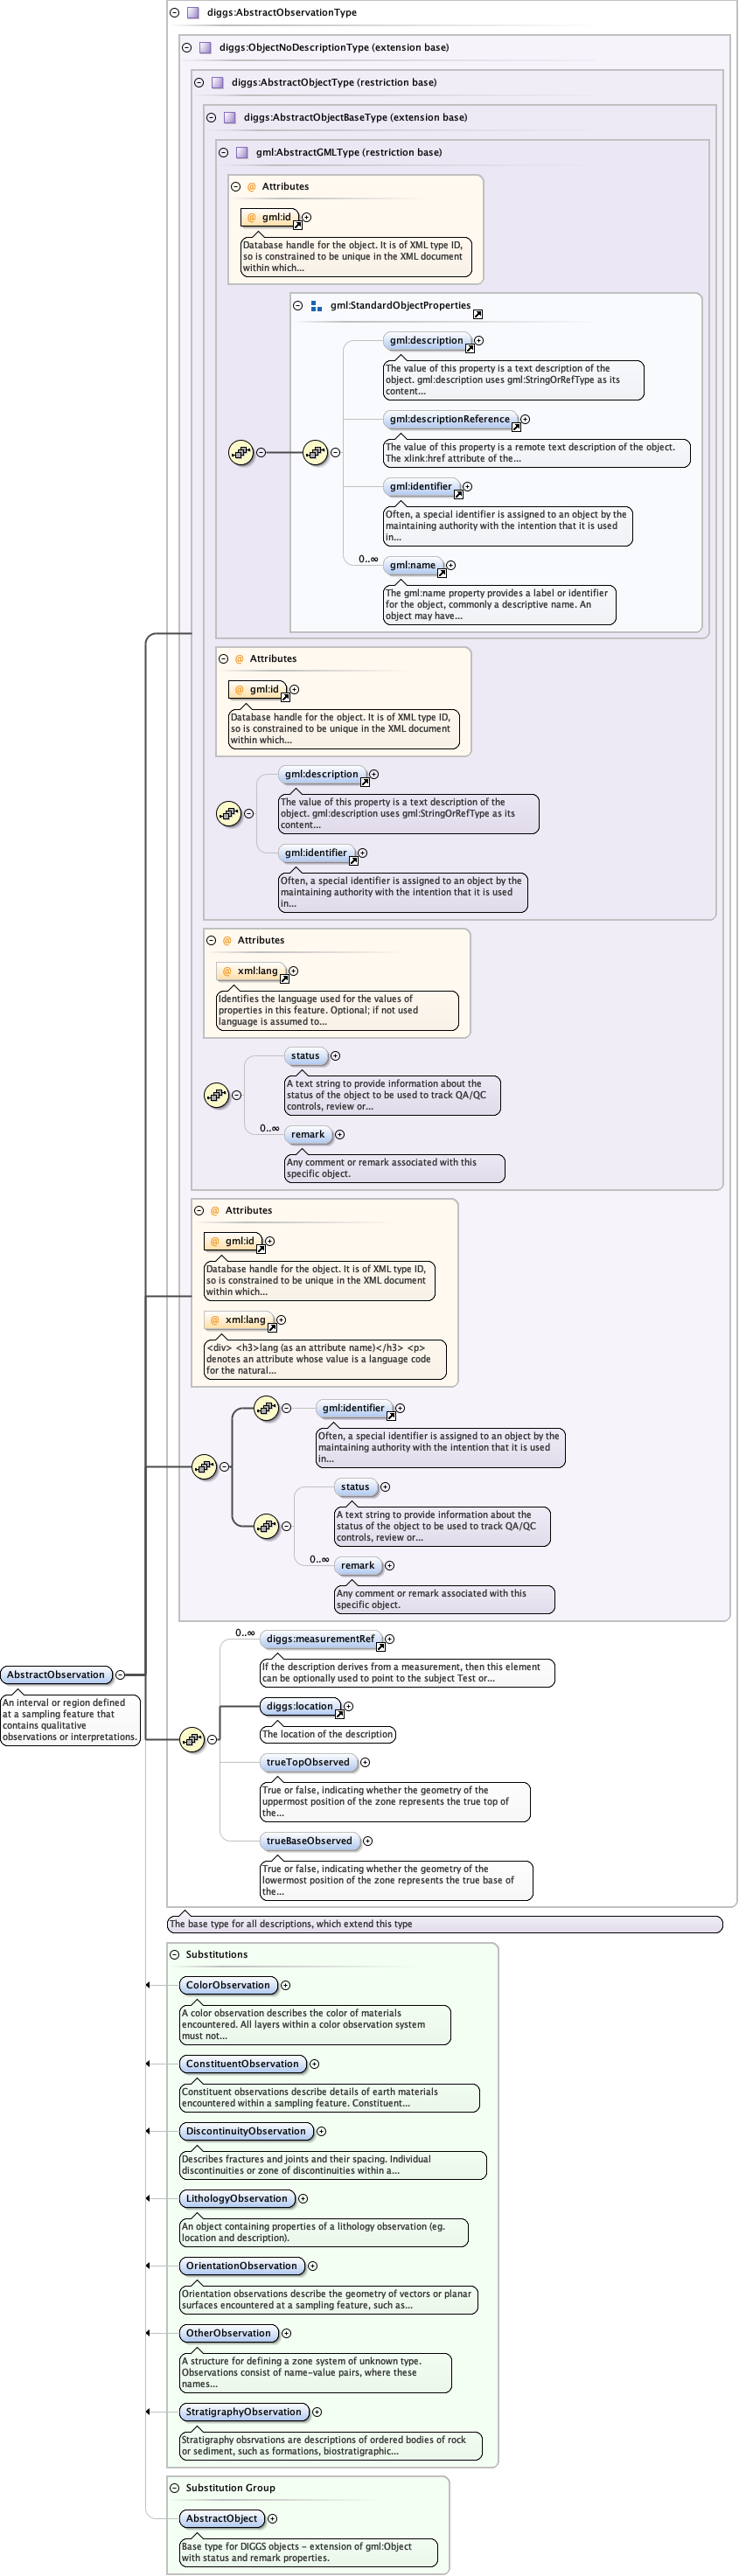 diggs:AbstractObservationType
diggs:ObjectNoDescriptionType (extension base)
diggs:AbstractObjectType (restriction base)
diggs:AbstractObjectBaseType (extension base)
gml:AbstractGMLType (restriction base)
@ Attributes
@ gml:id
Database handle for the object. It is of XML type ID,
so is constrained to be unique in the XML document
within which...
gml:StandardObjectProperties
gml:description
The value of this property is a text description of the
object. gml:description uses gml:StringOrRefType as its
content...
gml:descriptionReference
The value of this property is a remote text description of the object.
The xlink:href attribute of the...
gml:identifier
Often, a special identifier is assigned to an object by the
maintaining authority with the intention that it is used
in...
0..∞
gml:name
The gml:name property provides a label or identifier
for the object, commonly a descriptive name. An
object may have...
@ Attributes
@ gml:id
Database handle for the object. It is of XML type ID,
so is constrained to be unique in the XML document
within which...
gml:description
The value of this property is a text description of the
object. gml:description uses gml:StringOrRefType as its
content...
gml:identifier
Often, a special identifier is assigned to an object by the
maintaining authority with the intention that it is used
in...
@ Attributes
@ xml:lang
Identifies the language used for the values of
properties in this feature. Optional; if not used
language is assumed to...
status
A text string to provide information about the
status of the object to be used to track QA/QC
controls, review or...
0..∞
remark
Any comment or remark associated with this
specific object.
@ Attributes
@ gml:id
Database handle for the object. It is of XML type ID,
so is constrained to be unique in the XML document
within which...
@ xml:lang
<div> <h3>lang (as an attribute name)</h3> <p>
denotes an attribute whose value is a language code
for the natural...
gml:identifier
Often, a special identifier is assigned to an object by the
maintaining authority with the intention that it is used
in...
status
A text string to provide information about the
status of the object to be used to track QA/QC
controls, review or...
0..∞
remark
Any comment or remark associated with this
specific object.
0..∞
diggs:measurementRef
If the description derives from a measurement, then this element
can be optionally used to point to the subject Test or...
AbstractObservation
An interval or region defined
at a sampling feature that
contains qualitative
observations or interpretations.
diggs:location
The location of the description
trueTopObserved
True or false, indicating whether the geometry of the
uppermost position of the zone represents the true top of
the...
trueBaseObserved
True or false, indicating whether the geometry of the
lowermost position of the zone represents the true base of
the...
The base type for all descriptions, which extend this type
Substitutions
ColorObservation
A color observation describes the color of materials
encountered. All layers within a color observation system
must not...
ConstituentObservation
Constituent observations describe details of earth materials
encountered within a sampling feature. Constituent...
DiscontinuityObservation
Describes fractures and joints and their spacing. Individual
discontinuities or zone of discontinuities within a...
LithologyObservation
An object containing properties of a lithology observation (eg.
location and description).
OrientationObservation
Orientation observations describe the geometry of vectors or planar
surfaces encountered at a sampling feature, such as...
OtherObservation
A structure for defining a zone system of unknown type.
Observations consist of name-value pairs, where these
names...
StratigraphyObservation
Stratigraphy obsrvations are descriptions of ordered bodies of rock
or sediment, such as formations, biostratigraphic...
Substitution Group
AbstractObject
Base type for DIGGS objects - extension of gml:Object
with status and remark properties.